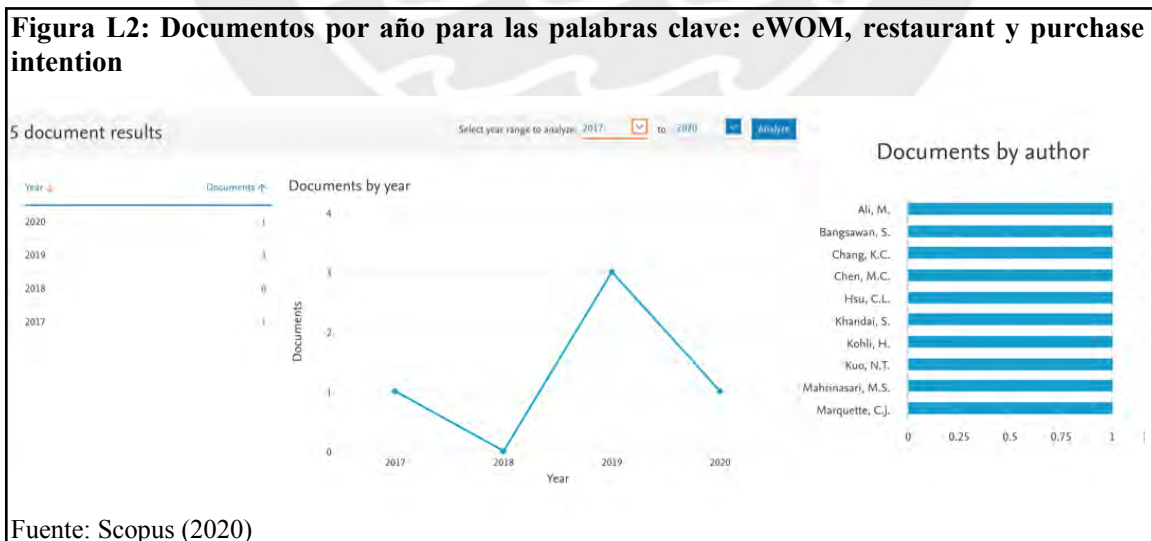 Figura L2: Documentos por año para las palabras clave: eWOM, restaurant y purchase
intention
5 document results
Select year range to analyze: 2017 to 2020 Analyze
Year Documents
2020 1
2019 3
2018 0
2017 1
Documents by year
4
3
2
1
0
Documents
2017 2018 2019 2020
Year
Documents by author
Ali, M.
Bangsawan, S.
Chang, K.C.
Chen, M.C.
Hsu, C.L.
Khandai, S.
Kohli, H.
Kuo, N.T.
Mahrinasari, M.S.
Marquette, C.J.
0 0.25 0.5 0.75 1
Fuente: Scopus (2020)